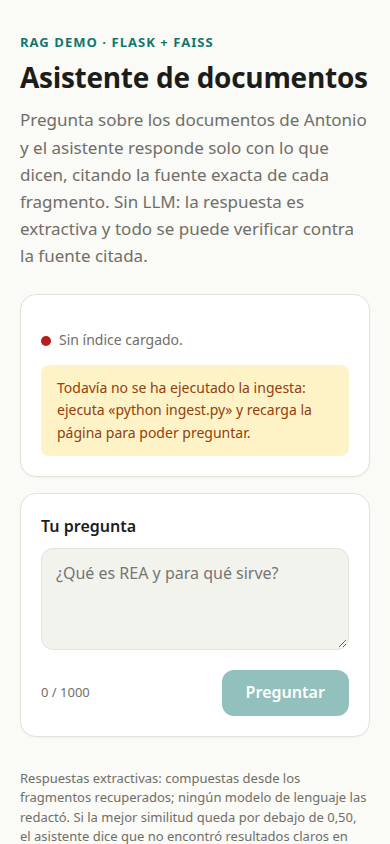 RAG DEMO · FLASK + FAISS
Asistente de documentos
Pregunta sobre los documentos de Antonio
y el asistente responde solo con lo que
dicen, citando la fuente exacta de cada
fragmento. Sin LLM: la respuesta es
extractiva y todo se puede verificar contra
la fuente citada.
Sin índice cargado.
Todavía no se ha ejecutado la ingesta:
ejecuta «python ingest.py» y recarga la
página para poder preguntar.
Tu pregunta
¿Qué es REA y para qué sirve?
0 / 1000
Preguntar
Respuestas extractivas: compuestas desde los
fragmentos recuperados; ningún modelo de lenguaje las
redactó. Si la mejor similitud queda por debajo de 0,50,
el asistente dice que no encontró resultados claros en